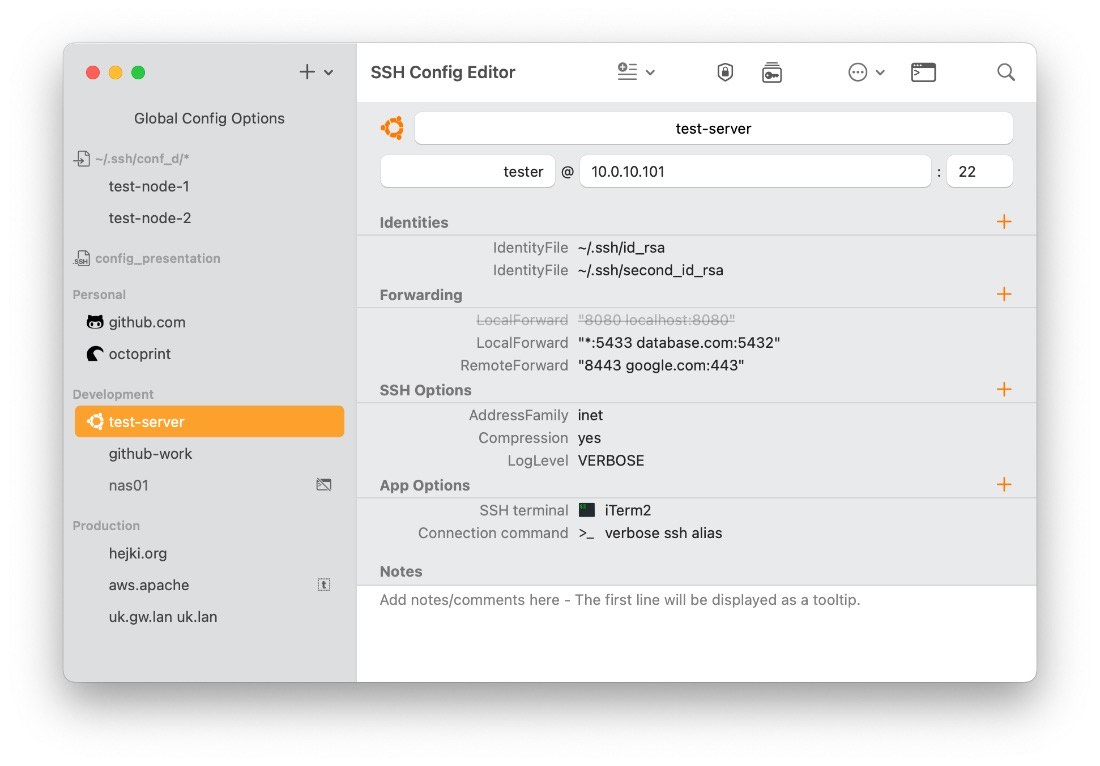 SSH Config Editor
Global Config Options
~/.ssh/conf_d/*
test-node-1
test-node-2
config_presentation
Personal
github.com
octoprint
Development
test-server
github-work
nas01
Production
hejki.org
aws.apache
uk.gw.lan uk.lan
test-server
tester @ 10.0.10.101 : 22
Identities
IdentityFile ~/.ssh/id_rsa
IdentityFile ~/.ssh/second_id_rsa
Forwarding
LocalForward "8080 localhost:8080"
LocalForward "*:5433 database.com:5432"
RemoteForward "8443 google.com:443"
SSH Options
AddressFamily inet
Compression yes
LogLevel VERBOSE
App Options
SSH terminal iTerm2
Connection command >_ verbose ssh alias
Notes
Add notes/comments here - The first line will be displayed as a tooltip.